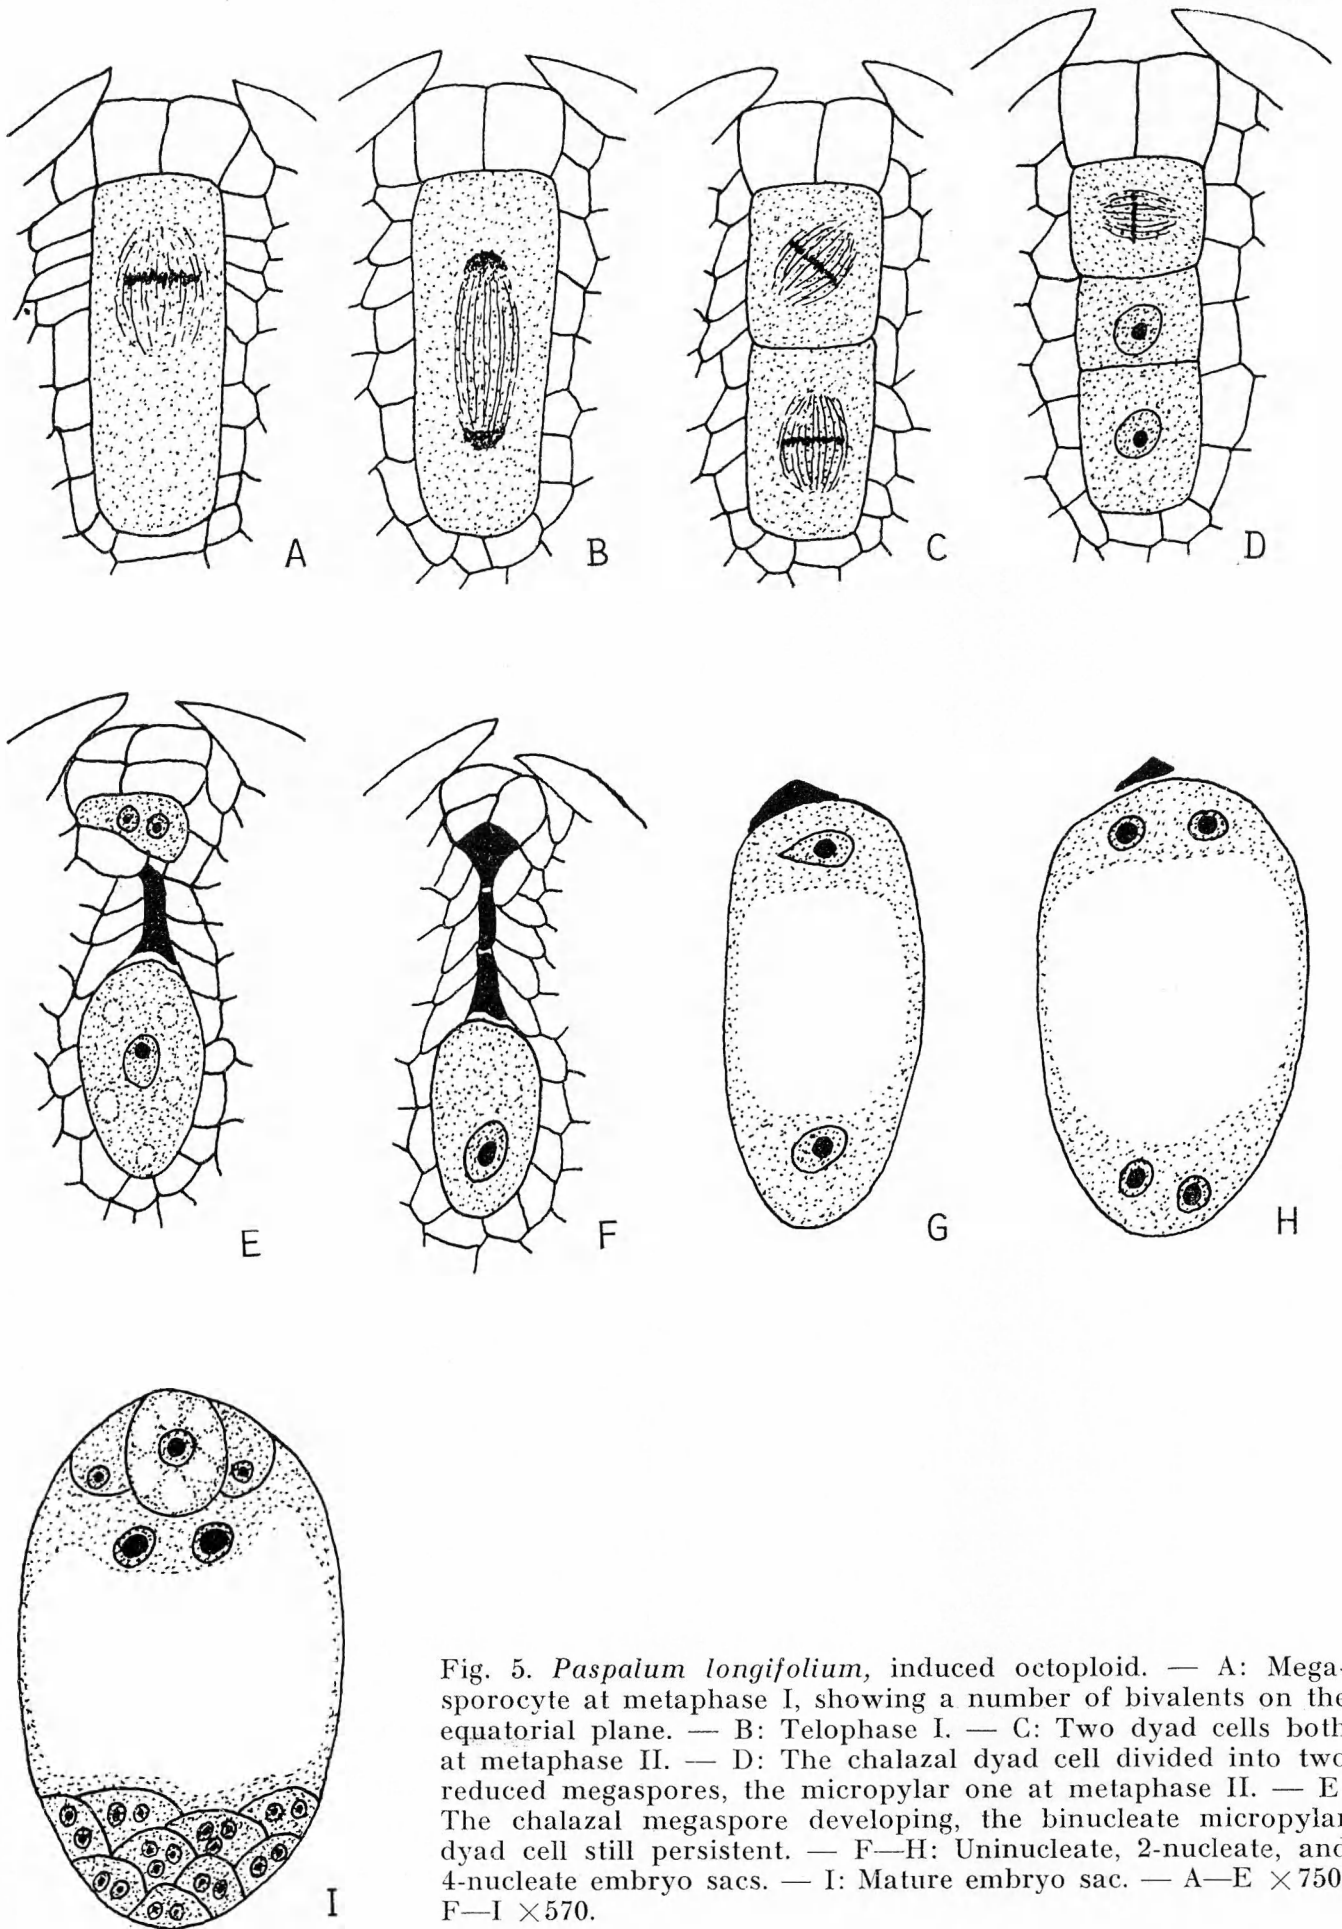 A
B
C
D
E
F
G
H
I
Fig. 5. Paspalum longifolium, induced octoploid. — A: Mega-
sporocyte at metaphase I, showing a number of bivalents on the
equatorial plane. — B: Telophase I. — C: Two dyad cells both
at metaphase II. — D: The chalazal dyad cell divided into two
reduced megaspores, the micropylar one at metaphase II. — E
The chalazal megaspore developing, the binucleate micropylar
dyad cell still persistent. — F—H: Uninucleate, 2-nucleate, and
4-nucleate embryo sacs. — I: Mature embryo sac. — A—E ×750
F—I ×570.